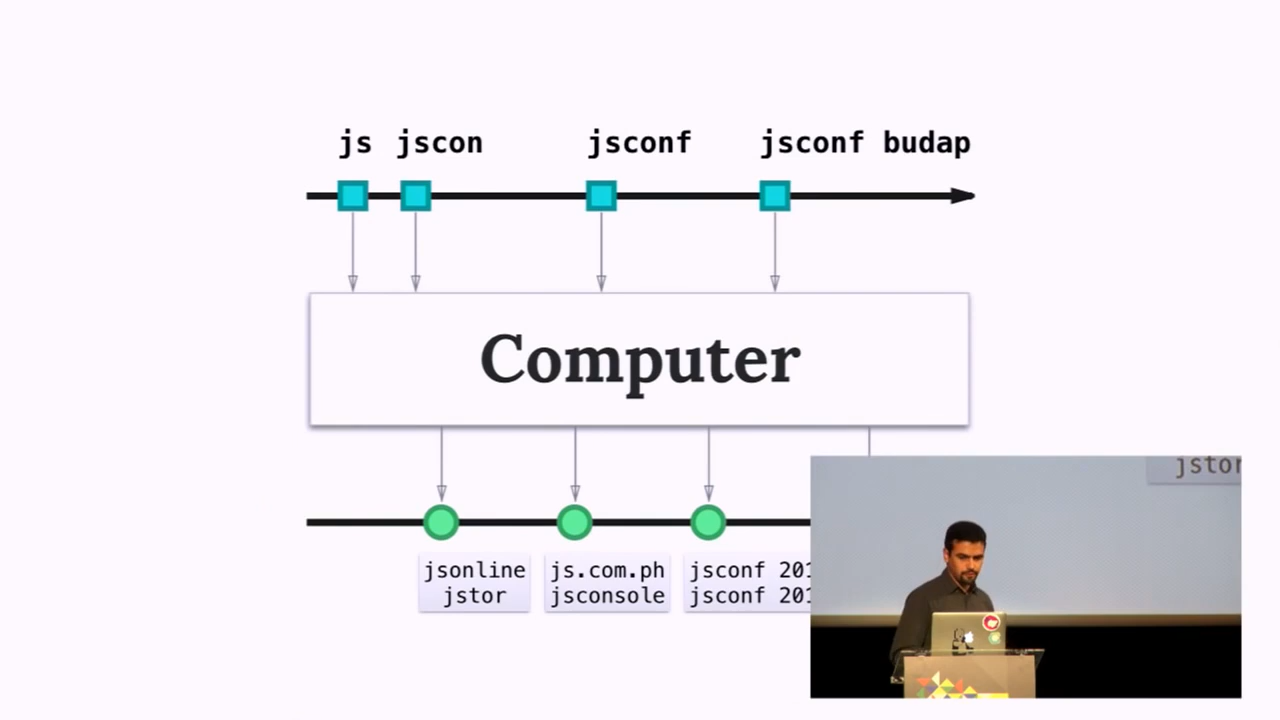 js jscon jsconf jsconf budap
Computer
jsonline js.com.ph jsconf 201
jstor jsconsole jsconf 201
jstor